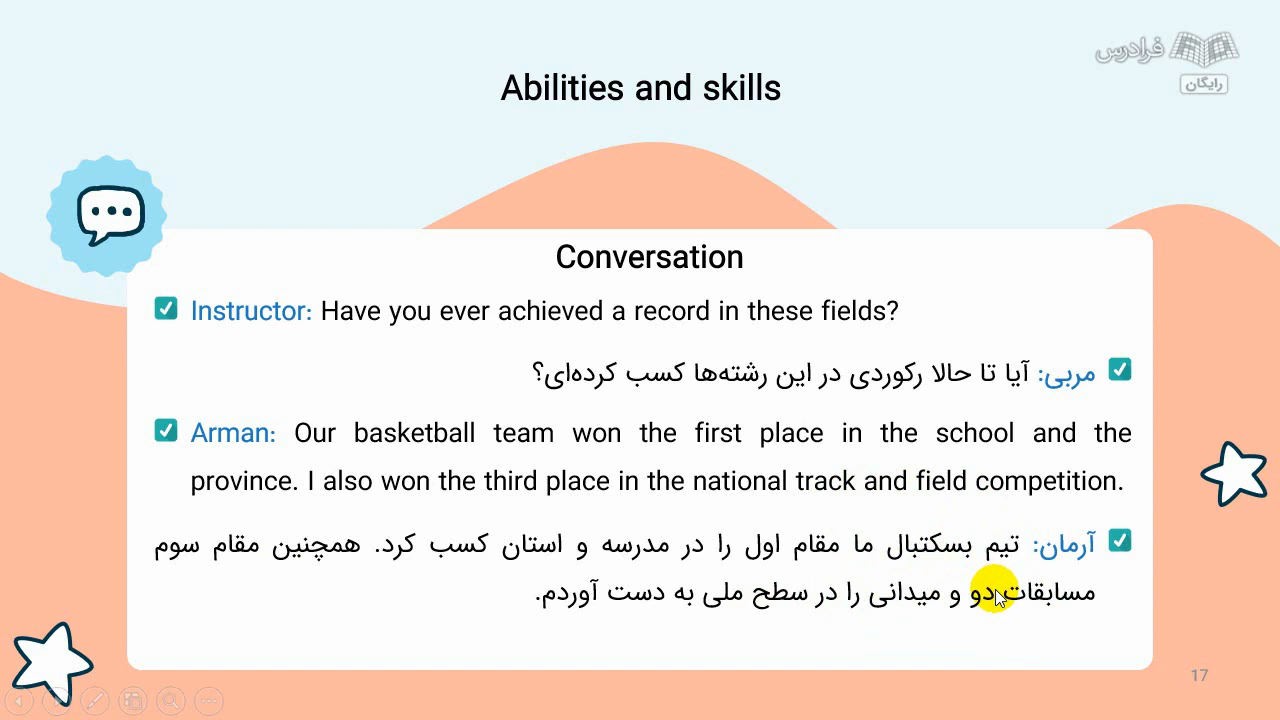 فرادرس
رایگان
Abilities and skills
Conversation
Instructor: Have you ever achieved a record in these fields?
مربی: آیا تا حالا رکوردی در این رشته‌ها کسب کرده‌ای؟
Arman: Our basketball team won the first place in the school and the
province. I also won the third place in the national track and field competition.
آرمان: تیم بسکتبال ما مقام اول را در مدرسه و استان کسب کرد. همچنین مقام سوم
مسابقات دو و میدانی را در سطح ملی به دست آوردم.
17